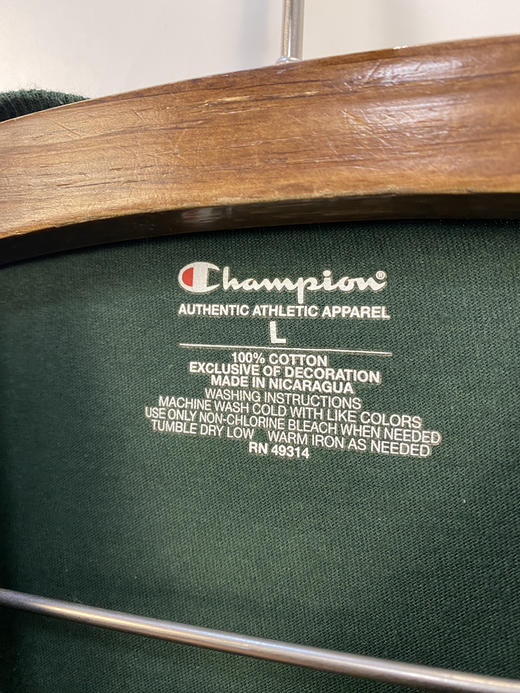 Champion®
AUTHENTIC ATHLETIC APPAREL
L
100% COTTON
EXCLUSIVE OF DECORATION
MADE IN NICARAGUA
WASHING INSTRUCTIONS
MACHINE WASH COLD WITH LIKE COLORS
USE ONLY NON-CHLORINE BLEACH WHEN NEEDED
TUMBLE DRY LOW WARM IRON AS NEEDED
RN 49314